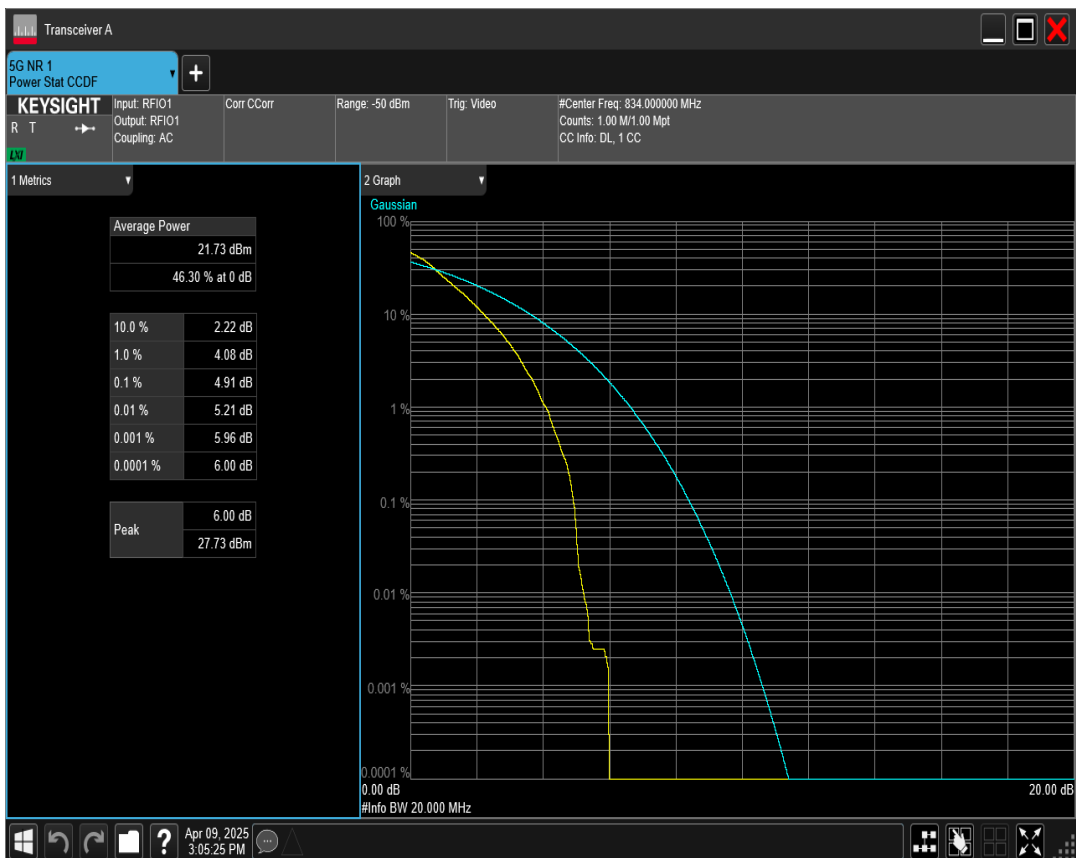 Transceiver A
5G NR 1
Power Stat CCDF
+
KEYSIGHT
R T
LXI
Input: RFIO1
Output: RFIO1
Coupling: AC
Corr CCorr
Range: -50 dBm
Trig: Video
#Center Freq: 834.000000 MHz
Counts: 1.00 M/1.00 Mpt
CC Info: DL, 1 CC
1 Metrics
Average Power
21.73 dBm
46.30 % at 0 dB
10.0 % 2.22 dB
1.0 % 4.08 dB
0.1 % 4.91 dB
0.01 % 5.21 dB
0.001 % 5.96 dB
0.0001 % 6.00 dB
Peak 6.00 dB
27.73 dBm
2 Graph
Gaussian
100 %
10 %
1 %
0.1 %
0.01 %
0.001 %
0.0001 %
0.00 dB 20.00 dB
#Info BW 20.000 MHz
? Apr 09, 2025
3:05:25 PM